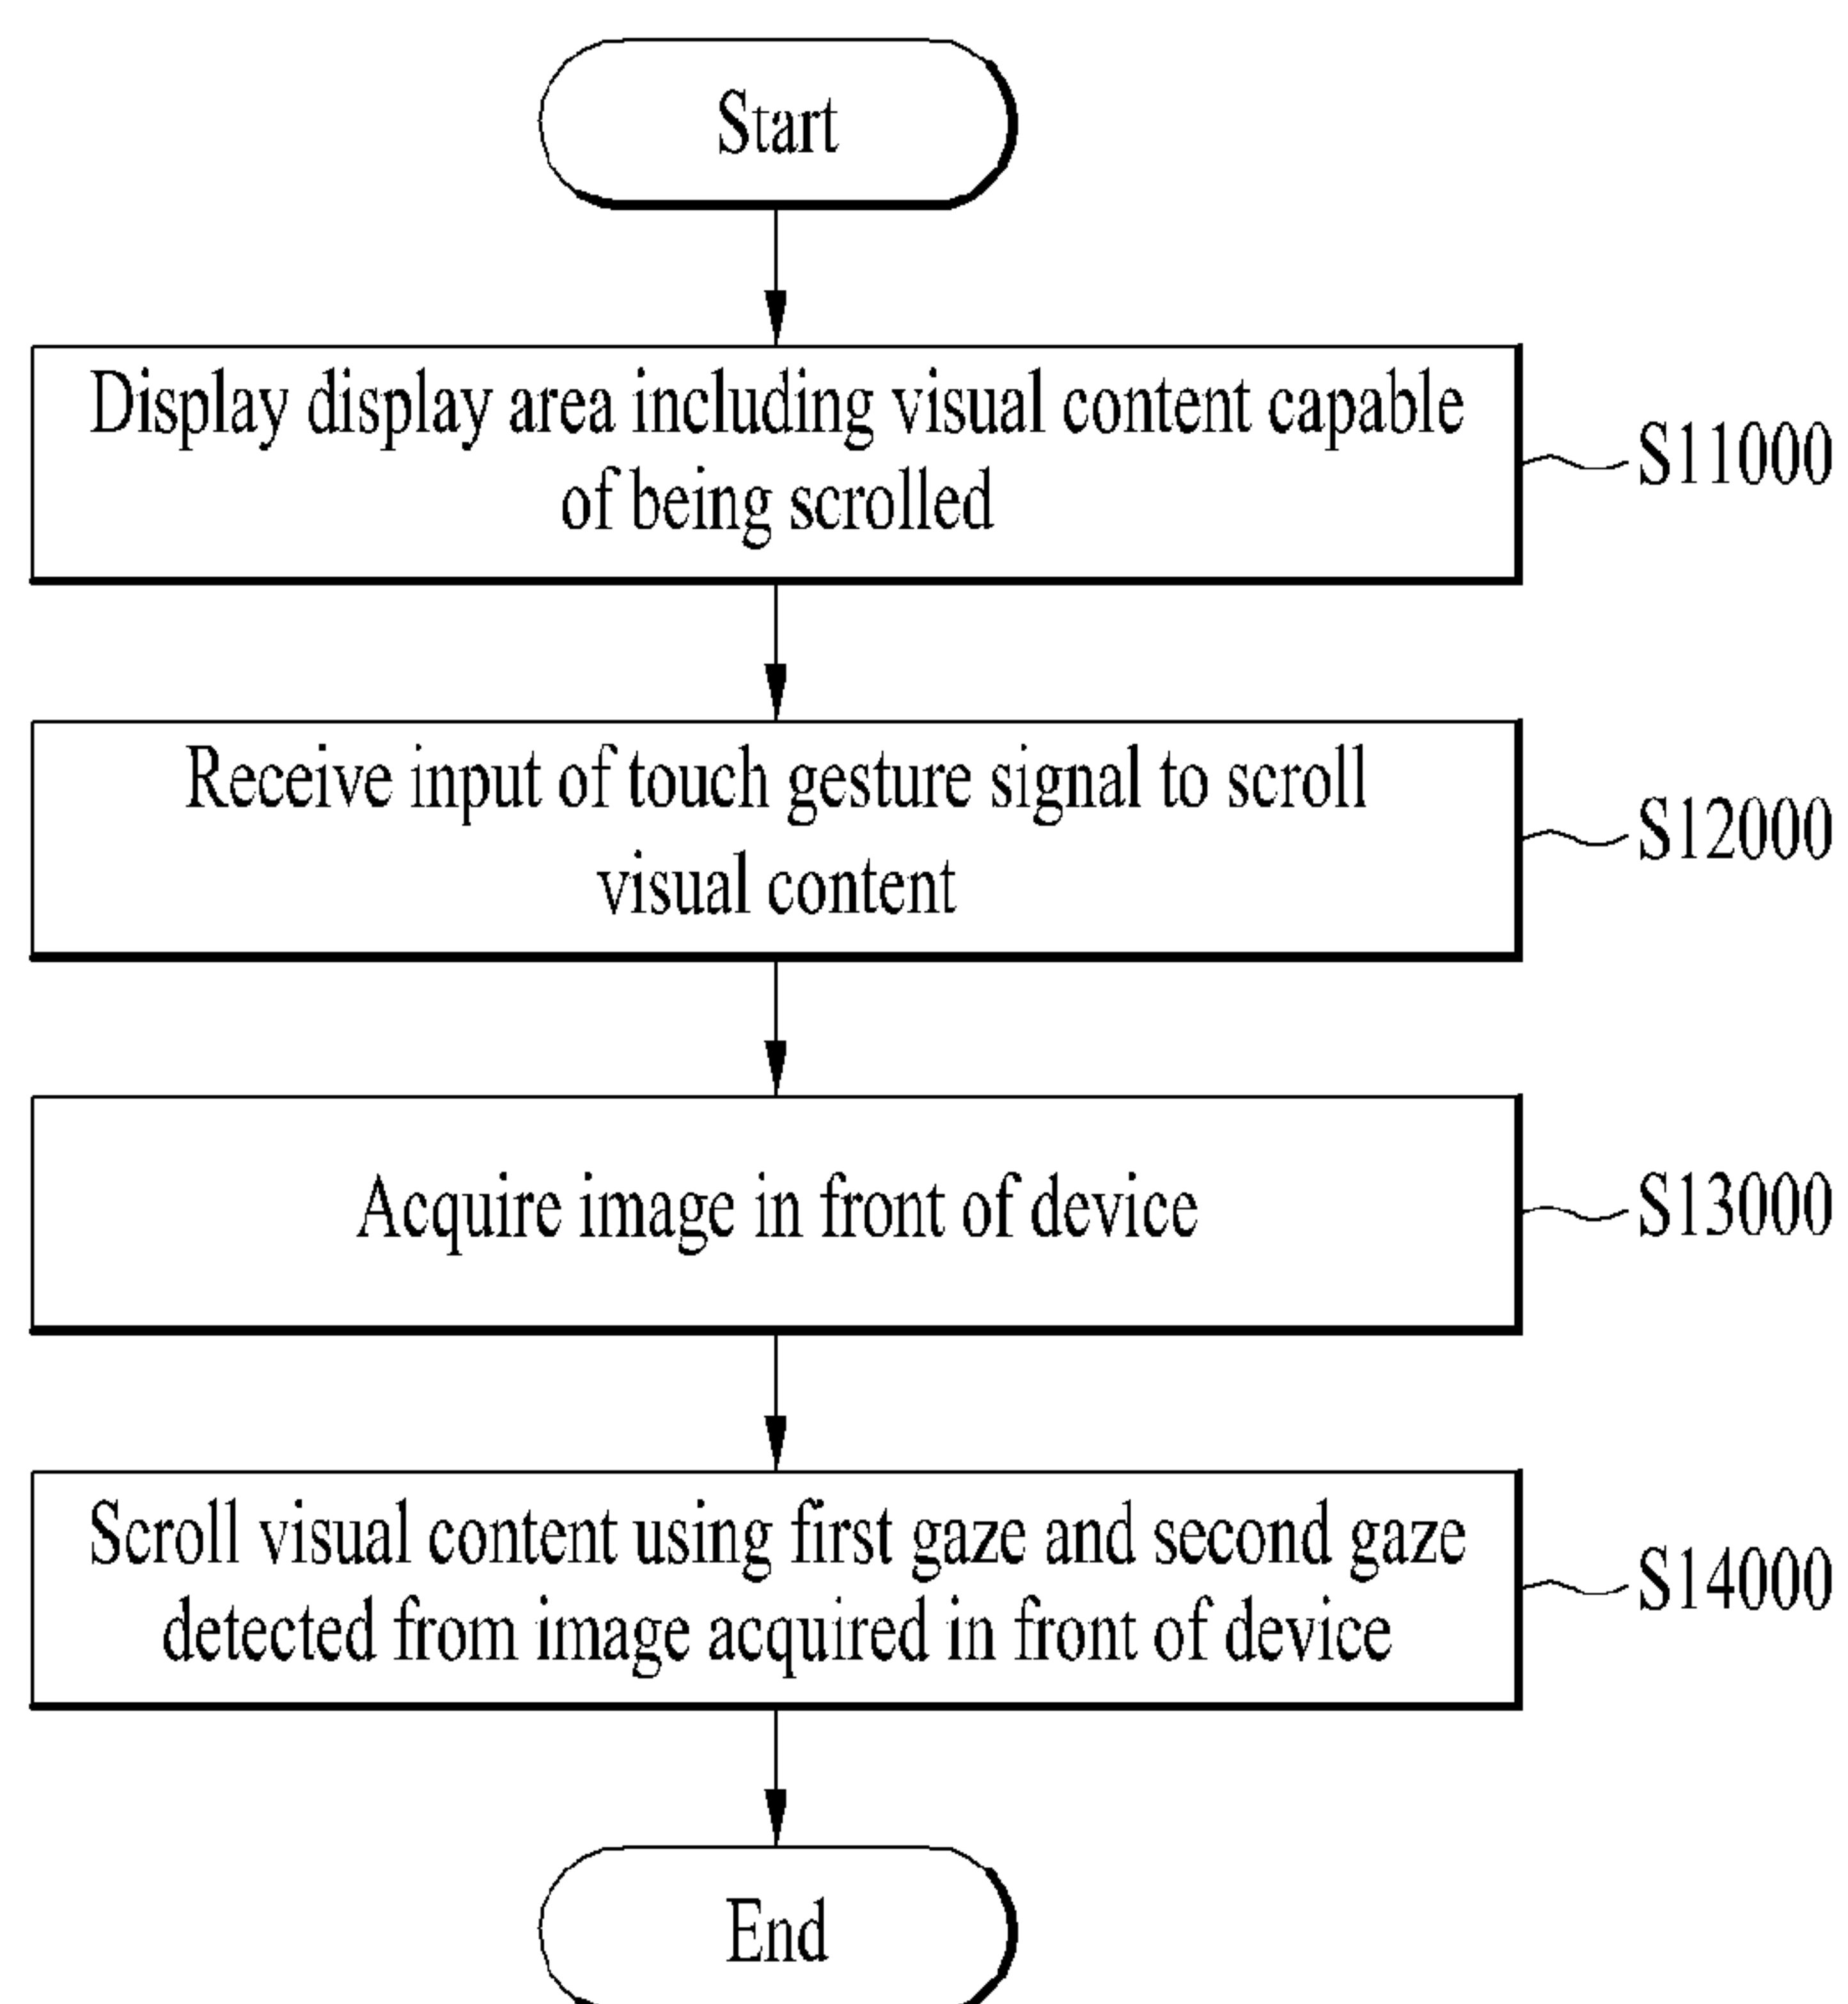 Start
Display display area including visual content capable
of being scrolled
S11000
Receive input of touch gesture signal to scroll
visual content
S12000
Acquire image in front of device
S13000
Scroll visual content using first gaze and second gaze
detected from image acquired in front of device
S14000
End